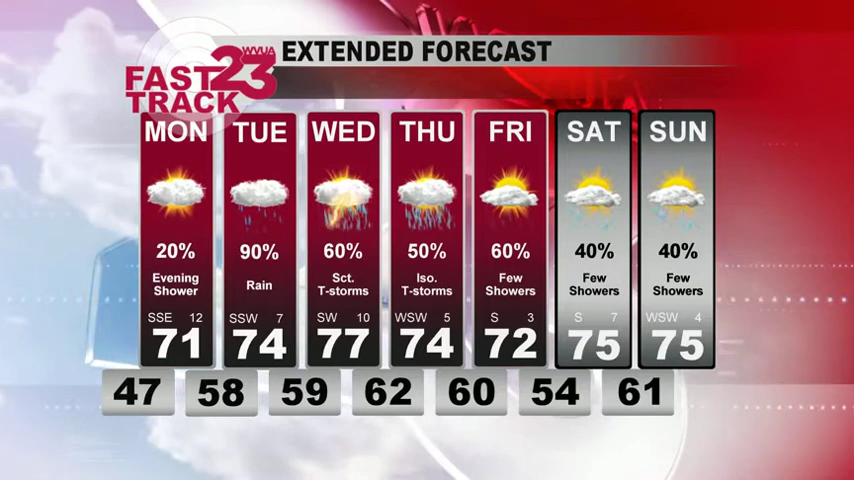 WVUA
23
FAST
TRACK
EXTENDED FORECAST
MON TUE WED THU FRI SAT SUN
20% 90% 60% 50% 60% 40% 40%
Evening Shower
Rain
Sct. T-storms
Iso. T-storms
Few Showers
Few Showers
Few Showers
SSE 12 SSW 7 SW 10 WSW 5 S 3 S 7 WSW 4
71 74 77 74 72 75 75
47 58 59 62 60 54 61